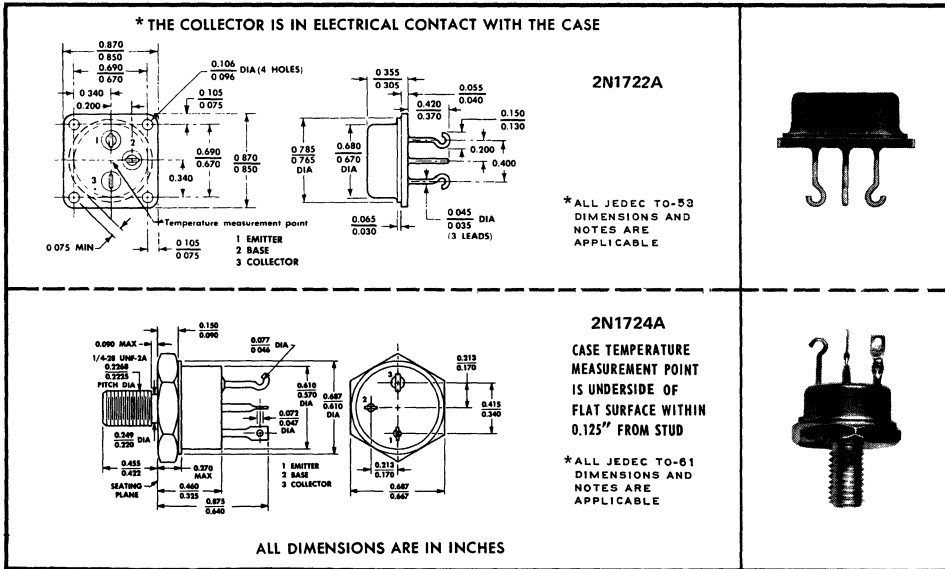 * THE COLLECTOR IS IN ELECTRICAL CONTACT WITH THE CASE
0.870
0 850
0.690
0 670
0 340
0.200
0.106
0 096
DIA (4 HOLES)
0 105
0 075
1
2
3
0.690
0 670
0.340
0 870
0 850
Temperature measurement point
0 075 MIN
0 105
0 075
1 EMITTER
2 BASE
3 COLLECTOR
0 355
0 305
0.055
0 040
0.420
0.370
0.150
0 130
0.200
0.400
0.785
0 765
DIA
0.680
0 670
DIA
0.065
0 030
0 045
0 035
DIA
(3 LEADS)
2N1722A
* ALL JEDEC TO-53
DIMENSIONS AND
NOTES ARE
APPLICABLE
0.150
0 090
0.090 MAX
1/4-28 UNF-2A
0.2268
0.2225
PITCH DIA
0.249
0 220
DIA
0.455
0 422
SEATING
PLANE
0.270
MAX
0 460
0 325
0 875
0 640
0.077
0 046
DIA
0.610
0 570
DIA
0 687
0 610
DIA
0 072
0 047
DIA
1 EMITTER
2 BASE
3 COLLECTOR
3
2
1
0.213
0 170
0.415
0 340
0.213
0 170
0 687
0 667
2N1724A
CASE TEMPERATURE
MEASUREMENT POINT
IS UNDERSIDE OF
FLAT SURFACE WITHIN
0.125" FROM STUD
* ALL JEDEC TO-61
DIMENSIONS AND
NOTES ARE
APPLICABLE
ALL DIMENSIONS ARE IN INCHES